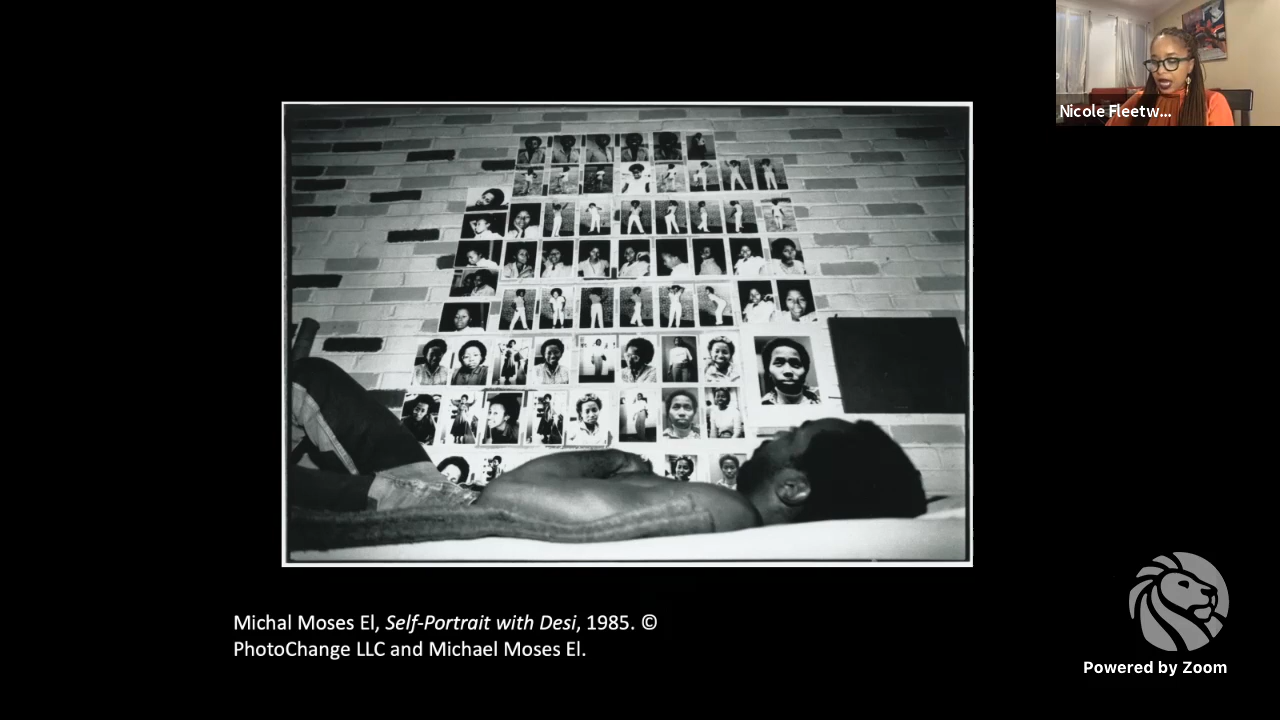 Nicole Fleetw...
Michal Moses El, Self-Portrait with Desi, 1985. ©
PhotoChange LLC and Michael Moses El.
Powered by Zoom